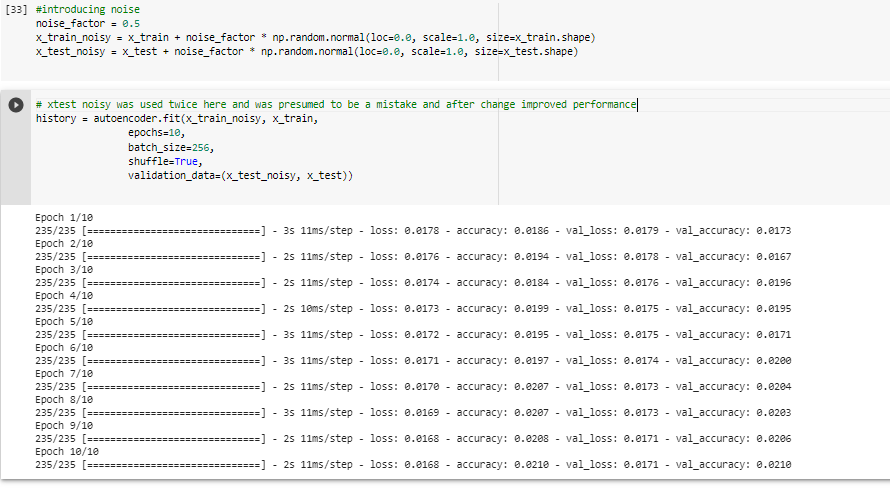 [33] #introducing noise
noise_factor = 0.5
x_train_noisy = x_train + noise_factor * np.random.normal(loc=0.0, scale=1.0, size=x_train.shape)
x_test_noisy = x_test + noise_factor * np.random.normal(loc=0.0, scale=1.0, size=x_test.shape)
# xtest noisy was used twice here and was presumed to be a mistake and after change improved performance
history = autoencoder.fit(x_train_noisy, x_train,
epochs=10,
batch_size=256,
shuffle=True,
validation_data=(x_test_noisy, x_test))
Epoch 1/10
235/235 [==============================] - 3s 11ms/step - loss: 0.0178 - accuracy: 0.0186 - val_loss: 0.0179 - val_accuracy: 0.0173
Epoch 2/10
235/235 [==============================] - 2s 11ms/step - loss: 0.0176 - accuracy: 0.0194 - val_loss: 0.0178 - val_accuracy: 0.0167
Epoch 3/10
235/235 [==============================] - 2s 11ms/step - loss: 0.0174 - accuracy: 0.0184 - val_loss: 0.0176 - val_accuracy: 0.0196
Epoch 4/10
235/235 [==============================] - 2s 10ms/step - loss: 0.0173 - accuracy: 0.0199 - val_loss: 0.0175 - val_accuracy: 0.0195
Epoch 5/10
235/235 [==============================] - 3s 11ms/step - loss: 0.0172 - accuracy: 0.0195 - val_loss: 0.0175 - val_accuracy: 0.0171
Epoch 6/10
235/235 [==============================] - 3s 11ms/step - loss: 0.0171 - accuracy: 0.0197 - val_loss: 0.0174 - val_accuracy: 0.0200
Epoch 7/10
235/235 [==============================] - 2s 11ms/step - loss: 0.0170 - accuracy: 0.0207 - val_loss: 0.0173 - val_accuracy: 0.0204
Epoch 8/10
235/235 [==============================] - 3s 11ms/step - loss: 0.0169 - accuracy: 0.0207 - val_loss: 0.0173 - val_accuracy: 0.0203
Epoch 9/10
235/235 [==============================] - 2s 11ms/step - loss: 0.0168 - accuracy: 0.0208 - val_loss: 0.0171 - val_accuracy: 0.0206
Epoch 10/10
235/235 [==============================] - 2s 11ms/step - loss: 0.0168 - accuracy: 0.0210 - val_loss: 0.0171 - val_accuracy: 0.0210